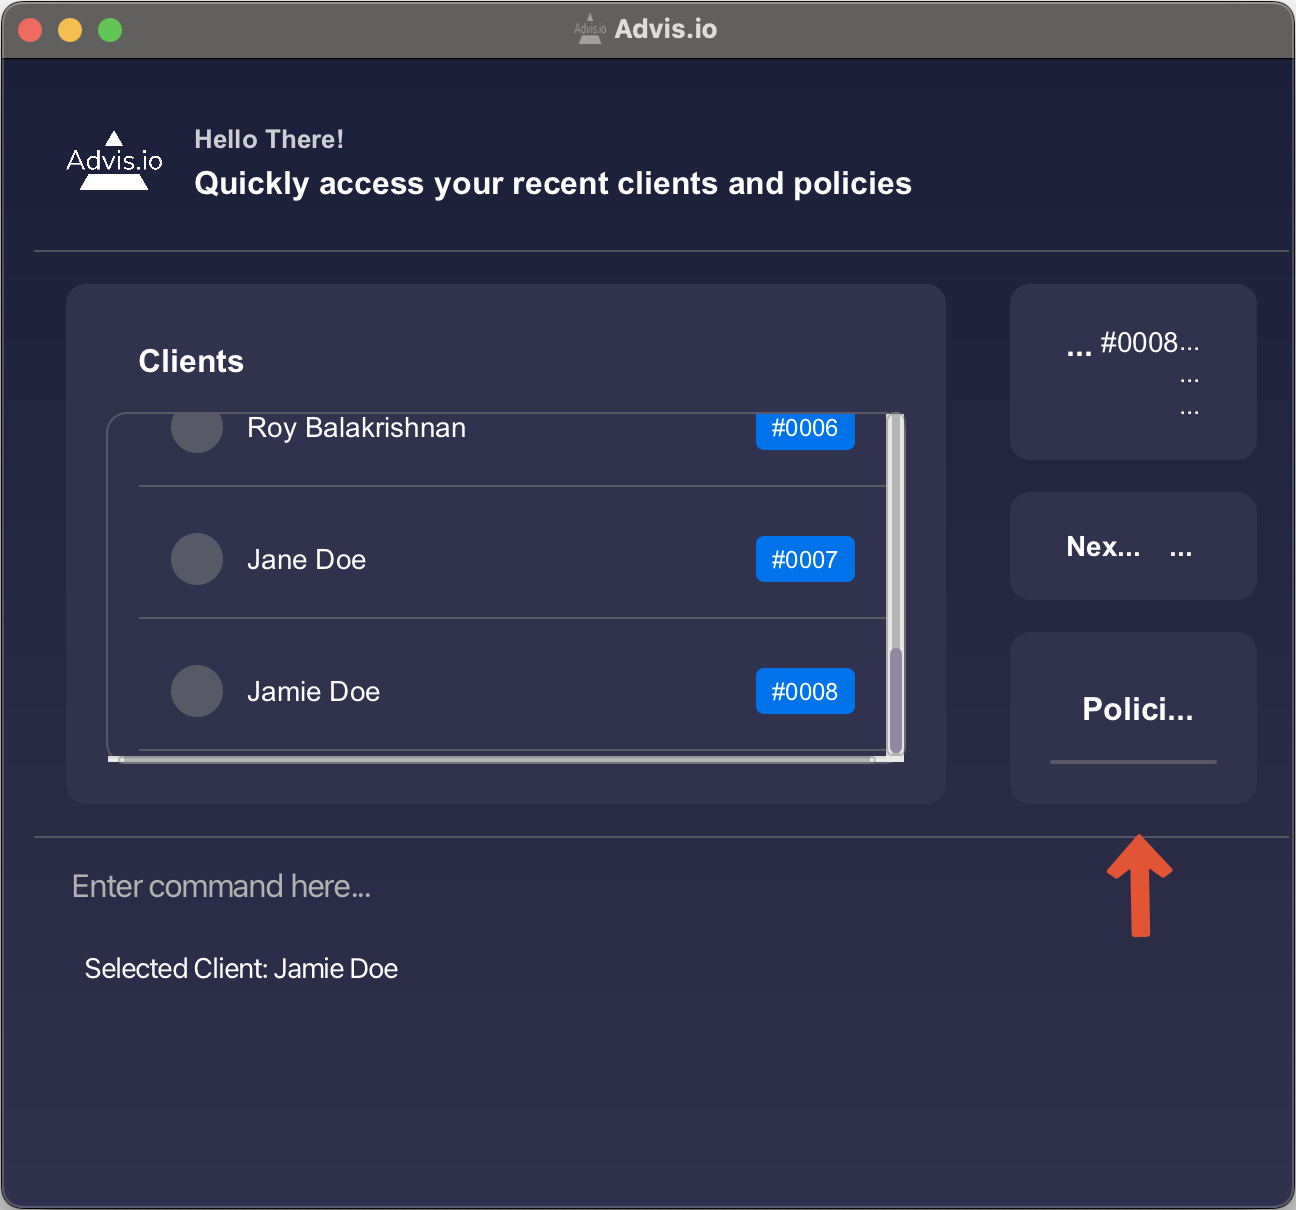 Advis.io Advis.io
Advis.io
Hello There!
Quickly access your recent clients and policies
Clients
Roy Balakrishnan #0006
Jane Doe #0007
Jamie Doe #0008
... #0008...
...
...
Nex... ...
Polici...
Enter command here...
Selected Client: Jamie Doe